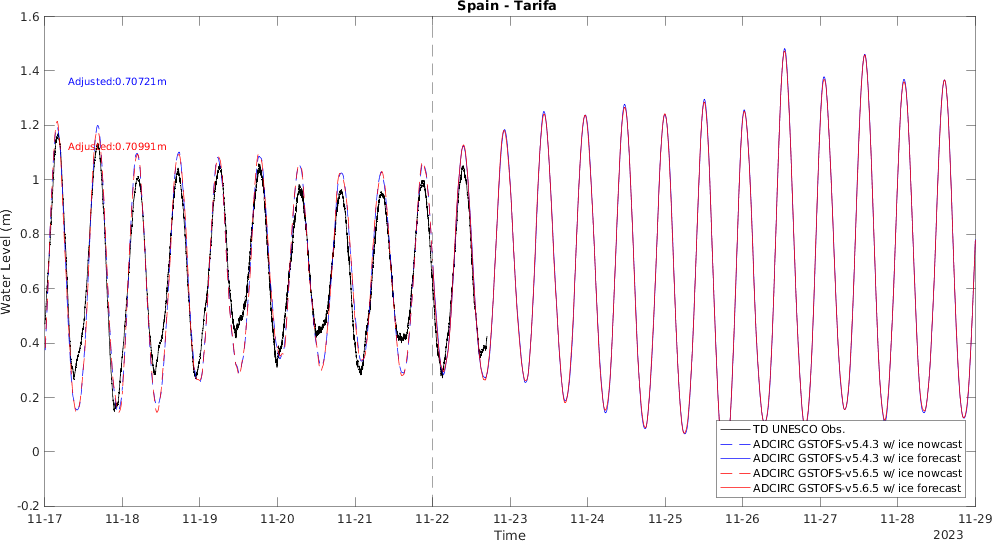 Spain - Tarifa
1.6
1.4
1.2
1
0.8
0.6
0.4
0.2
0
-0.2
Water Level (m)
Adjusted:0.70721m
Adjusted:0.70991m
TD UNESCO Obs.
ADCIRC GSTOFS-v5.4.3 w/ ice nowcast
ADCIRC GSTOFS-v5.4.3 w/ ice forecast
ADCIRC GSTOFS-v5.6.5 w/ ice nowcast
ADCIRC GSTOFS-v5.6.5 w/ ice forecast
11-17 11-18 11-19 11-20 11-21 11-22 11-23 11-24 11-25 11-26 11-27 11-28 11-29
Time
2023